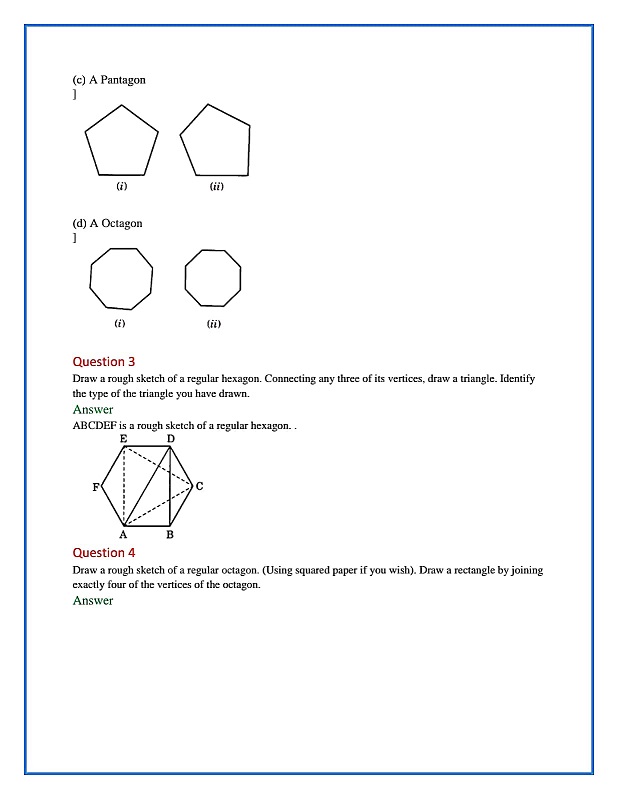 (c) A Pantagon
]
(i) (ii)
(d) A Octagon
]
(i) (ii)
Question 3
Draw a rough sketch of a regular hexagon. Connecting any three of its vertices, draw a triangle. Identify
the type of the triangle you have drawn.
Answer
ABCDEF is a rough sketch of a regular hexagon. .
E D
F C
A B
Question 4
Draw a rough sketch of a regular octagon. (Using squared paper if you wish). Draw a rectangle by joining
exactly four of the vertices of the octagon.
Answer